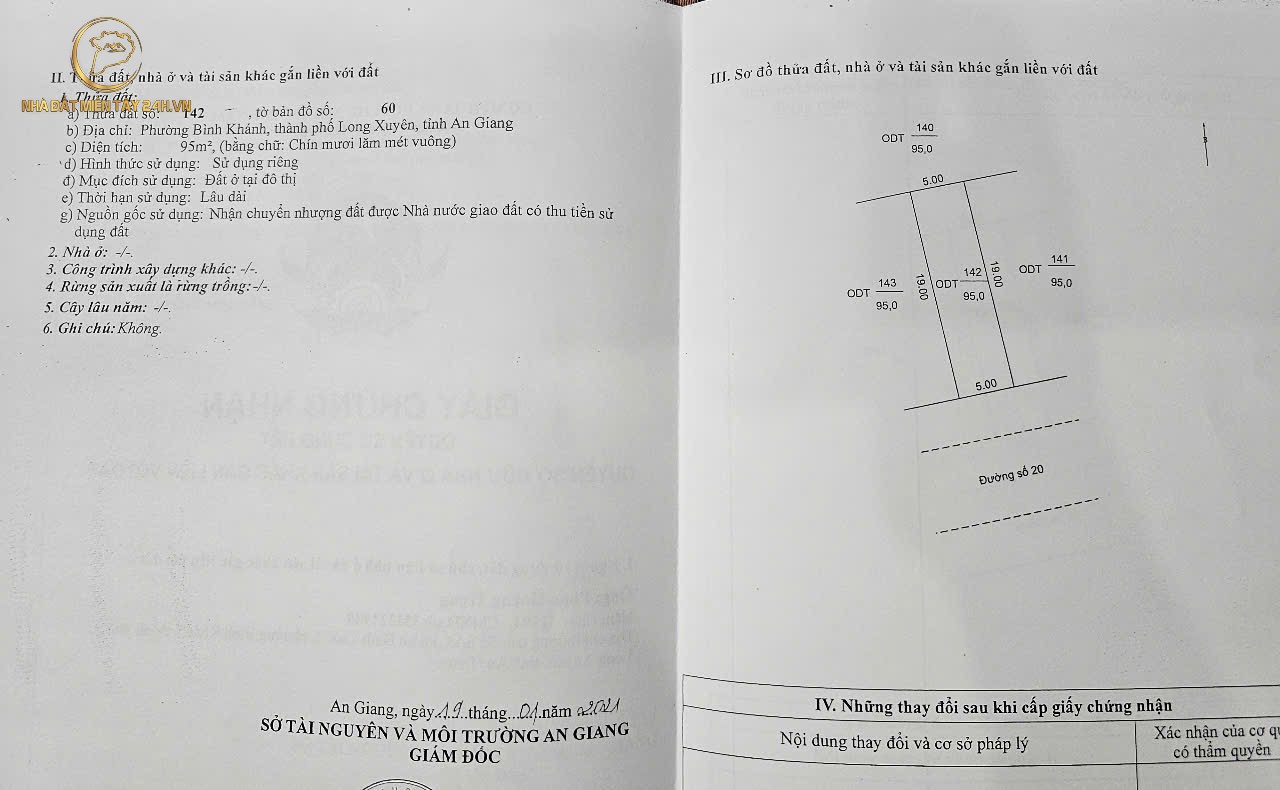 II. Thửa đất, nhà ở và tài sản khác gắn liền với đất
NHÀ ĐẤT MIỀN TÂY 24H.VN
1. Thửa đất:
a) Thửa đất số: 142 , tờ bản đồ số: 60
b) Địa chỉ: Phường Bình Khánh, thành phố Long Xuyên, tỉnh An Giang
c) Diện tích: 95m², (bằng chữ: Chín mươi lăm mét vuông)
d) Hình thức sử dụng: Sử dụng riêng
đ) Mục đích sử dụng: Đất ở tại đô thị
e) Thời hạn sử dụng: Lâu dài
g) Nguồn gốc sử dụng: Nhận chuyển nhượng đất được Nhà nước giao đất có thu tiền sử
dụng đất
2. Nhà ở: -/-.
3. Công trình xây dựng khác: -/-.
4. Rừng sản xuất là rừng trồng: -/-.
5. Cây lâu năm: -/-.
6. Ghi chú: Không.
An Giang, ngày 19 tháng 01 năm 2021
SỞ TÀI NGUYÊN VÀ MÔI TRƯỜNG AN GIANG
GIÁM ĐỐC
III. Sơ đồ thửa đất, nhà ở và tài sản khác gắn liền với đất
ODT 140
95,0
5.00
ODT 143
95,0
19.00
ODT 142
95,0
19.00
ODT 141
95,0
5.00
Đường số 20
IV. Những thay đổi sau khi cấp giấy chứng nhận
Nội dung thay đổi và cơ sở pháp lý
Xác nhận của cơ
có thẩm quyền